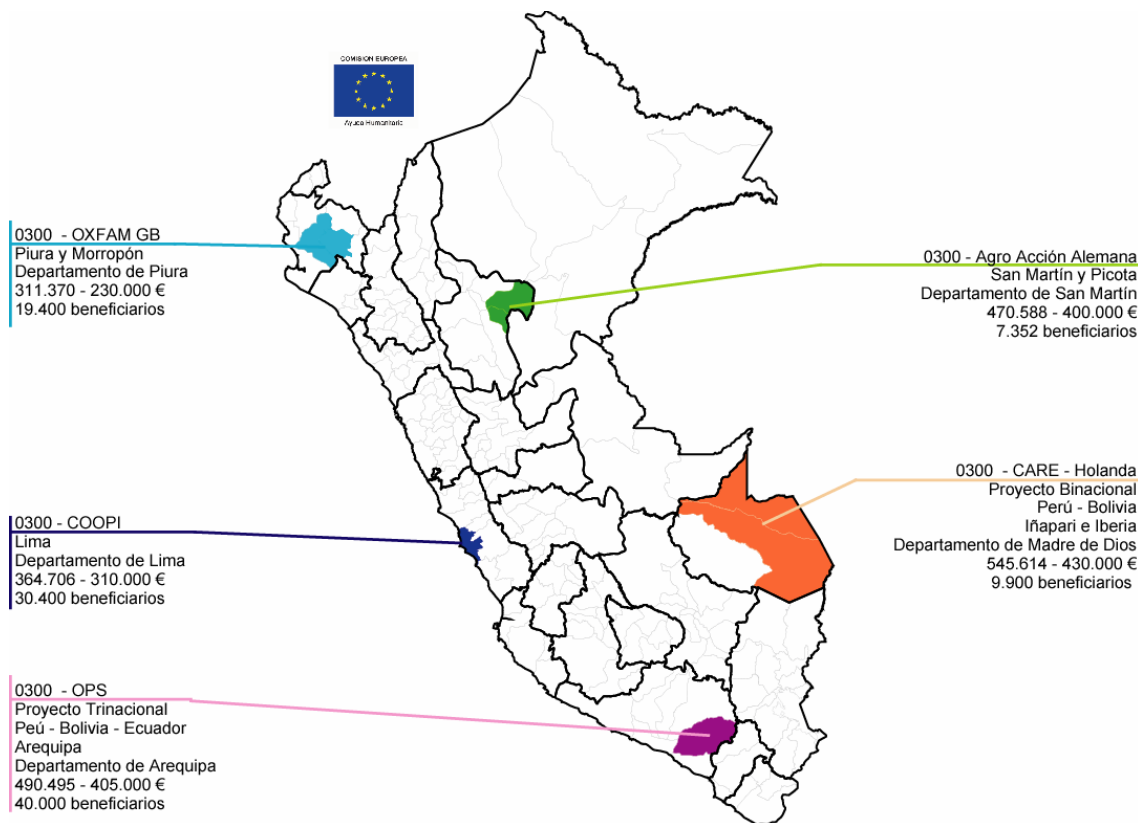 COMISION EUROPEA
Ayuda Humanitaria
0300 - OXFAM GB
Piura y Morropón
Departamento de Piura
311.370 - 230.000 €
19.400 beneficiarios
0300 - Agro Acción Alemana
San Martín y Picota
Departamento de San Martín
470.588 - 400.000 €
7.352 beneficiarios
0300 - CARE - Holanda
Proyecto Binacional
Perú - Bolivia
Iñapari e Iberia
Departamento de Madre de Dios
545.614 - 430.000 €
9.900 beneficiarios
0300 - COOPI
Lima
Departamento de Lima
364.706 - 310.000 €
30.400 beneficiarios
0300 - OPS
Proyecto Trinacional
Peú - Bolivia - Ecuador
Arequipa
Departamento de Arequipa
490.495 - 405.000 €
40.000 beneficiarios